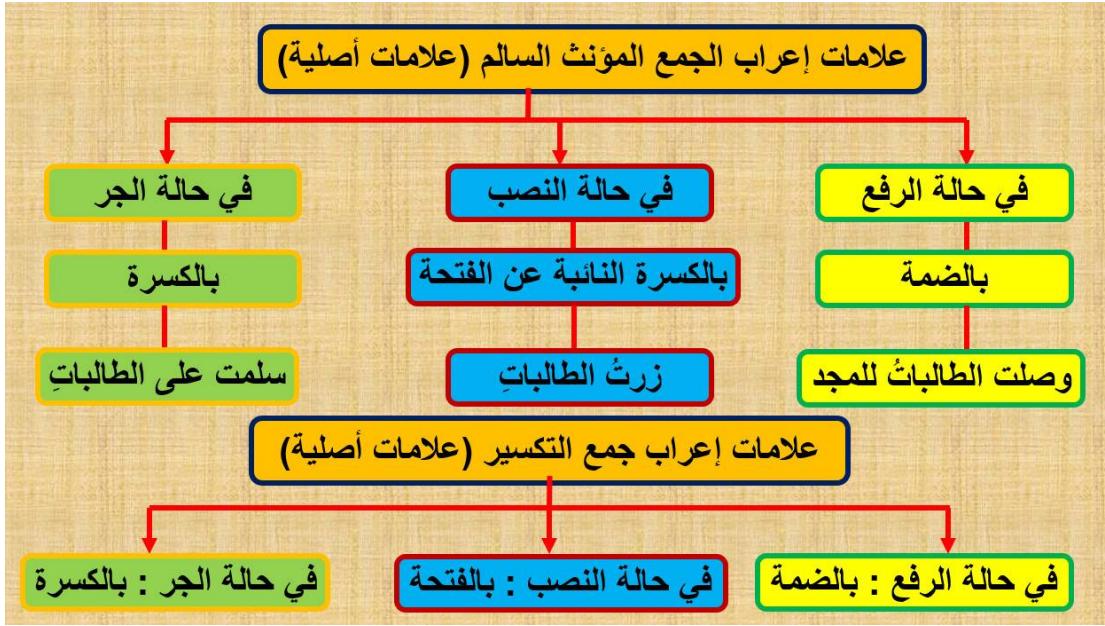 علامات إعراب الجمع المؤنث السالم (علامات أصلية)
في حالة الرفع
في حالة النصب
في حالة الجر
بالضمة
بالكسرة النائبة عن الفتحة
بالكسرة
وصلت الطالباتُ للمجد
زرتُ الطالباتِ
سلمت على الطالباتِ
علامات إعراب جمع التكسير (علامات أصلية)
في حالة الرفع : بالضمة
في حالة النصب : بالفتحة
في حالة الجر : بالكسرة